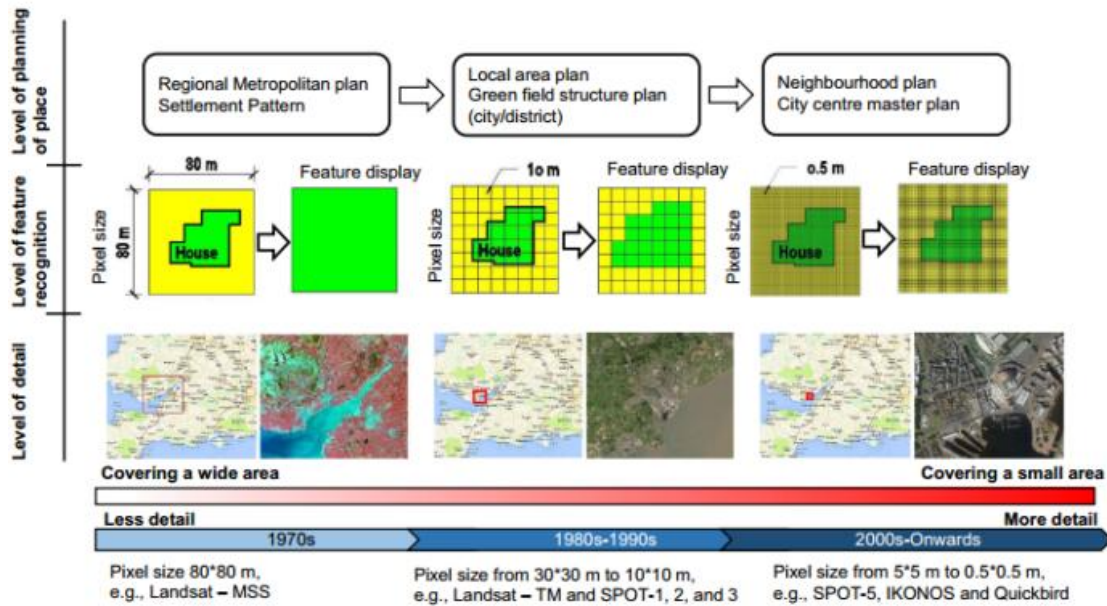 Level of planning
of place
Regional Metropolitan plan
Settlement Pattern
Local area plan
Green field structure plan
(city/district)
Neighbourhood plan
City centre master plan
Level of feature
recognition
80 m
Feature display
Pixel size
80 m
House
1o m
Feature display
Pixel size
House
o.5 m
Feature display
Pixel size
House
Level of detail
Covering a wide area
Covering a small area
Less detail
More detail
1970s
1980s-1990s
2000s-Onwards
Pixel size 80*80 m,
e.g., Landsat – MSS
Pixel size from 30*30 m to 10*10 m,
e.g., Landsat – TM and SPOT-1, 2, and 3
Pixel size from 5*5 m to 0.5*0.5 m,
e.g., SPOT-5, IKONOS and Quickbird